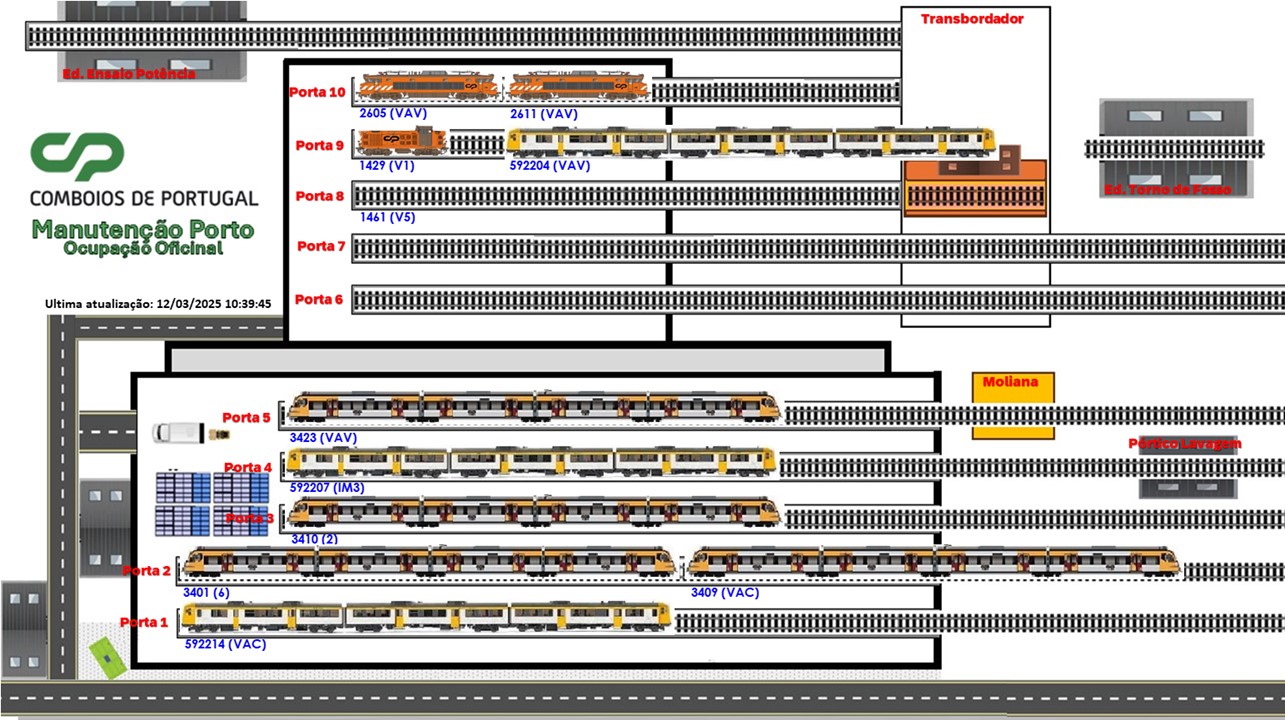 Transbordador
Ed. Ensaio Potência
Porta 10
2605 (VAV)
2611 (VAV)
Porta 9
1429 (V1)
592204 (VAV)
Ed. Torno de Fosso
CP
COMBOIOS DE PORTUGAL
Manutenção Porto
Ocupação Oficinal
Porta 8
1461 (V5)
Porta 7
Porta 6
Ultima atualização: 12/03/2025 10:39:45
Moliana
Porta 5
3423 (VAV)
Pórtico Lavagem
Porta 4
592207 (IM3)
Porta 3
3410 (2)
Porta 2
3401 (6)
3409 (VAC)
Porta 1
592214 (VAC)